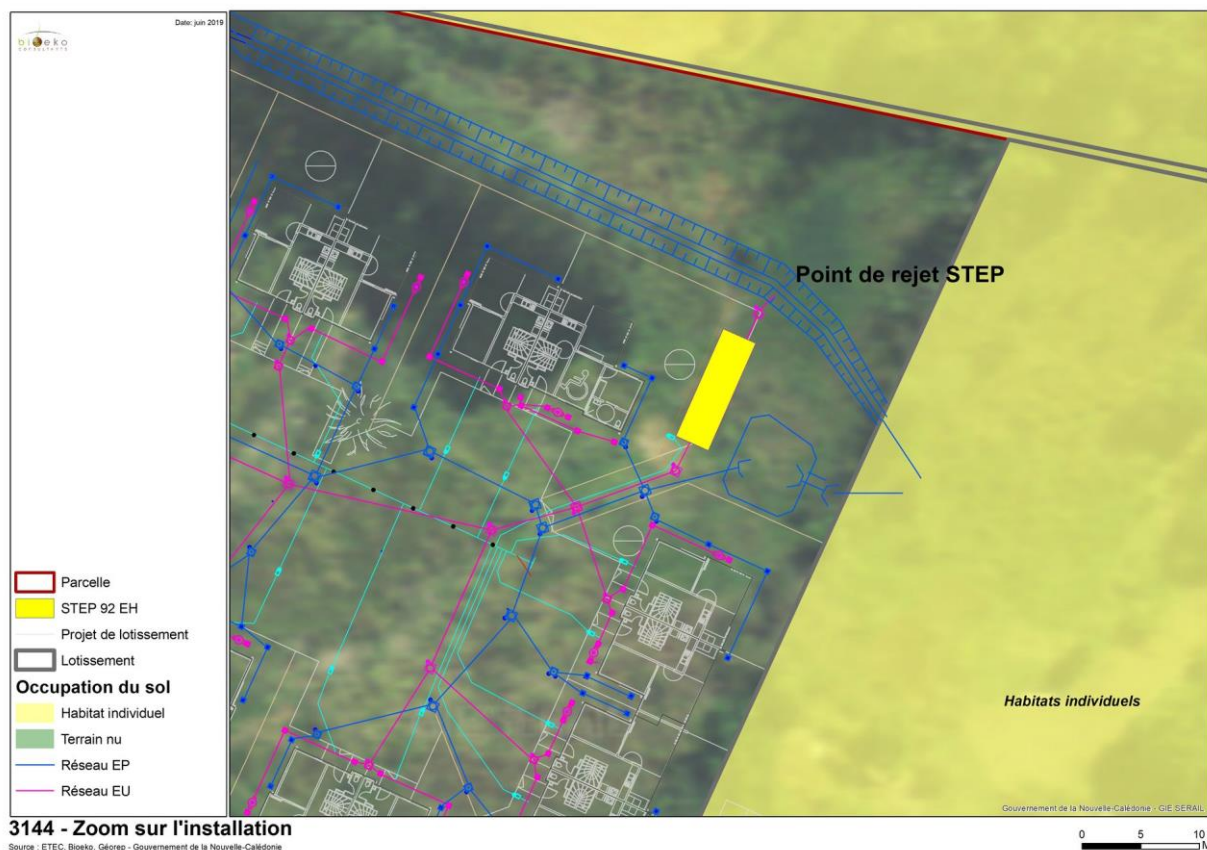 Date: juin 2019
bioeko
CONSULTANTS
Point de rejet STEP
Parcelle
STEP 92 EH
Projet de lotissement
Lotissement
Occupation du sol
Habitat individuel
Terrain nu
Réseau EP
Réseau EU
Habitats individuels
Gouvernement de la Nouvelle-Calédonie - GIE SERAIL
3144 - Zoom sur l'installation
Source : ETEC, Bioeko, Géorep - Gouvernement de la Nouvelle-Calédonie
0 5 10
M